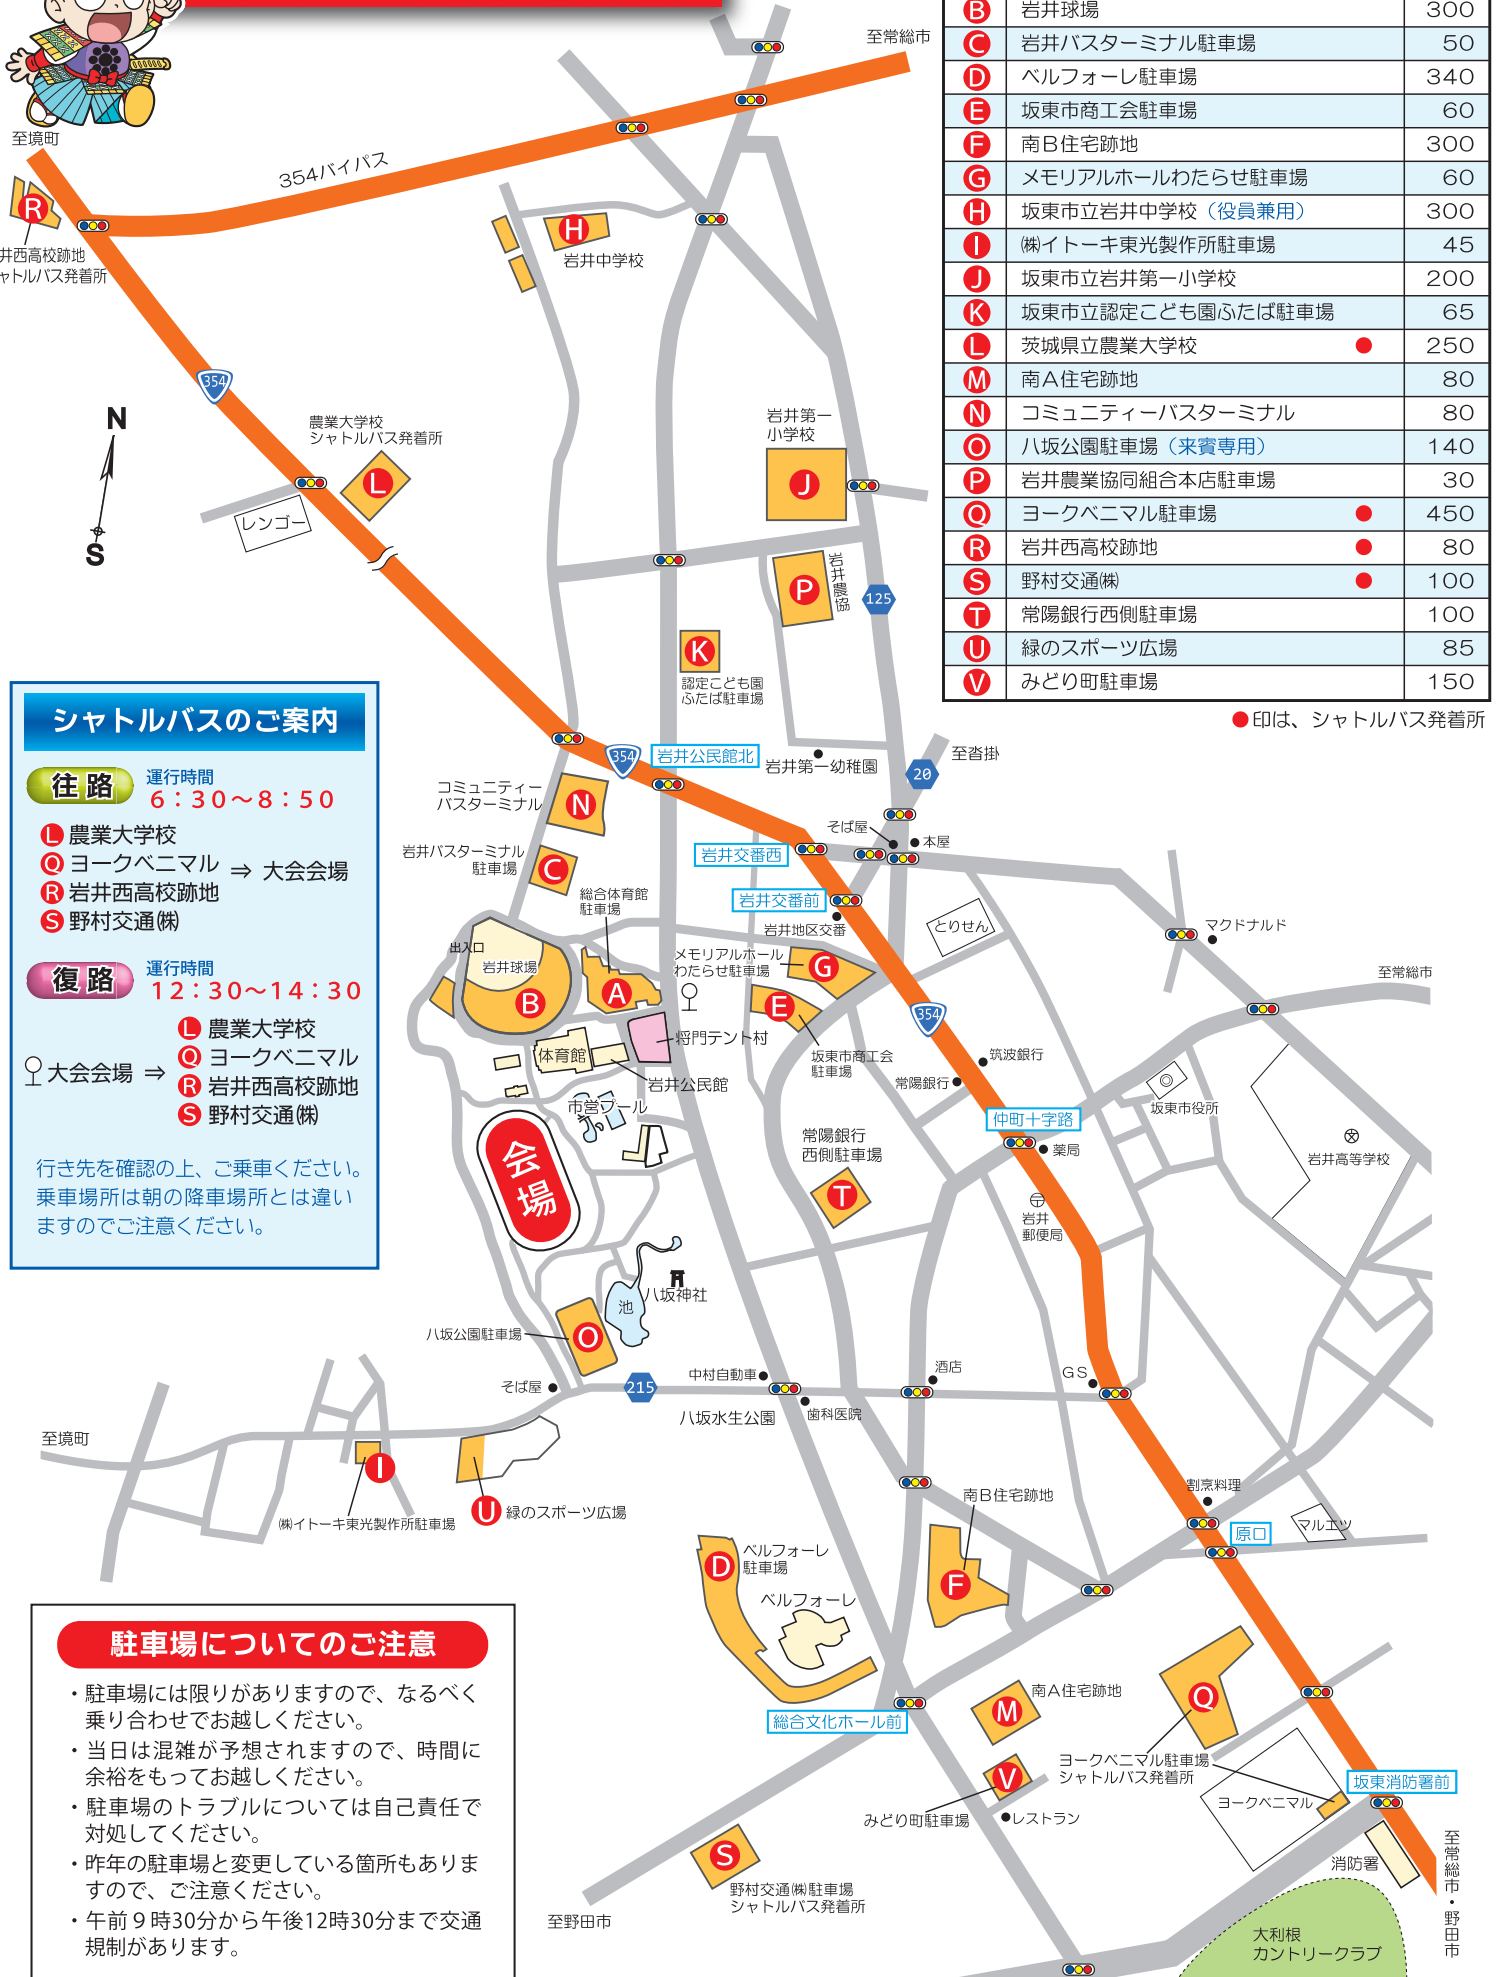 B 岩井球場 300
C 岩井バスターミナル駐車場 50
D ベルフォーレ駐車場 340
E 坂東市商工会駐車場 60
F 南B住宅跡地 300
G メモリアルホールわたらせ駐車場 60
H 坂東市立岩井中学校（役員兼用） 300
I ㈱イトーキ東光製作所駐車場 45
J 坂東市立岩井第一小学校 200
K 坂東市立認定こども園ふたば駐車場 65
L 茨城県立農業大学校 ● 250
M 南A住宅跡地 80
N コミュニティーバスターミナル 80
O 八坂公園駐車場（来賓専用） 140
P 岩井農業協同組合本店駐車場 30
Q ヨークベニマル駐車場 ● 450
R 岩井西高校跡地 ● 80
S 野村交通㈱ ● 100
T 常陽銀行西側駐車場 100
U 緑のスポーツ広場 85
V みどり町駐車場 150
●印は、シャトルバス発着所
至常総市
至境町
354バイパス
R
井西高校跡地
ャトルバス発着所
H
岩井中学校
354
N
S
農業大学校
シャトルバス発着所
L
レンゴー
岩井第一
小学校
J
P
岩井農協
125
K
認定こども園
ふたば駐車場
シャトルバスのご案内
往路
運行時間
6：30〜8：50
L 農業大学校
Q ヨークベニマル
R 岩井西高校跡地
S 野村交通㈱
⇒ 大会会場
復路
運行時間
12：30〜14：30
大会会場 ⇒
L 農業大学校
Q ヨークベニマル
R 岩井西高校跡地
S 野村交通㈱
行き先を確認の上、ご乗車ください。
乗車場所は朝の降車場所とは違い
ますのでご注意ください。
354
岩井公民館北
岩井第一幼稚園
至沓掛
20
コミュニティー
バスターミナル
N
そば屋
本屋
岩井交番西
岩井バスターミナル
駐車場
C
岩井交番前
総合体育館
駐車場
岩井地区交番
とりせん
マクドナルド
出入口
岩井球場
B
A
メモリアルホール
わたらせ駐車場
G
至常総市
E
354
将門テント村
体育館
岩井公民館
坂東市商工会
駐車場
筑波銀行
常陽銀行
坂東市役所
市営プール
仲町十字路
薬局
岩井高等学校
会場
常陽銀行
西側駐車場
T
岩井
郵便局
八坂神社
池
八坂公園駐車場
O
中村自動車
酒店
GS
そば屋
215
八坂水生公園
歯科医院
至境町
I
㈱イトーキ東光製作所駐車場
U
緑のスポーツ広場
割烹料理
南B住宅跡地
原口
マルエツ
D
ベルフォーレ
駐車場
F
ベルフォーレ
駐車場についてのご注意
・駐車場には限りがありますので、なるべく
乗り合わせでお越しください。
・当日は混雑が予想されますので、時間に
余裕をもってお越しください。
・駐車場のトラブルについては自己責任で
対処してください。
・昨年の駐車場と変更している箇所もありま
すので、ご注意ください。
・午前９時30分から午後12時30分まで交通
規制があります。
総合文化ホール前
M
南A住宅跡地
Q
V
みどり町駐車場
レストラン
ヨークベニマル駐車場
シャトルバス発着所
ヨークベニマル
坂東消防署前
消防署
至常総市・野田市
S
野村交通㈱駐車場
シャトルバス発着所
至野田市
大利根
カントリークラブ